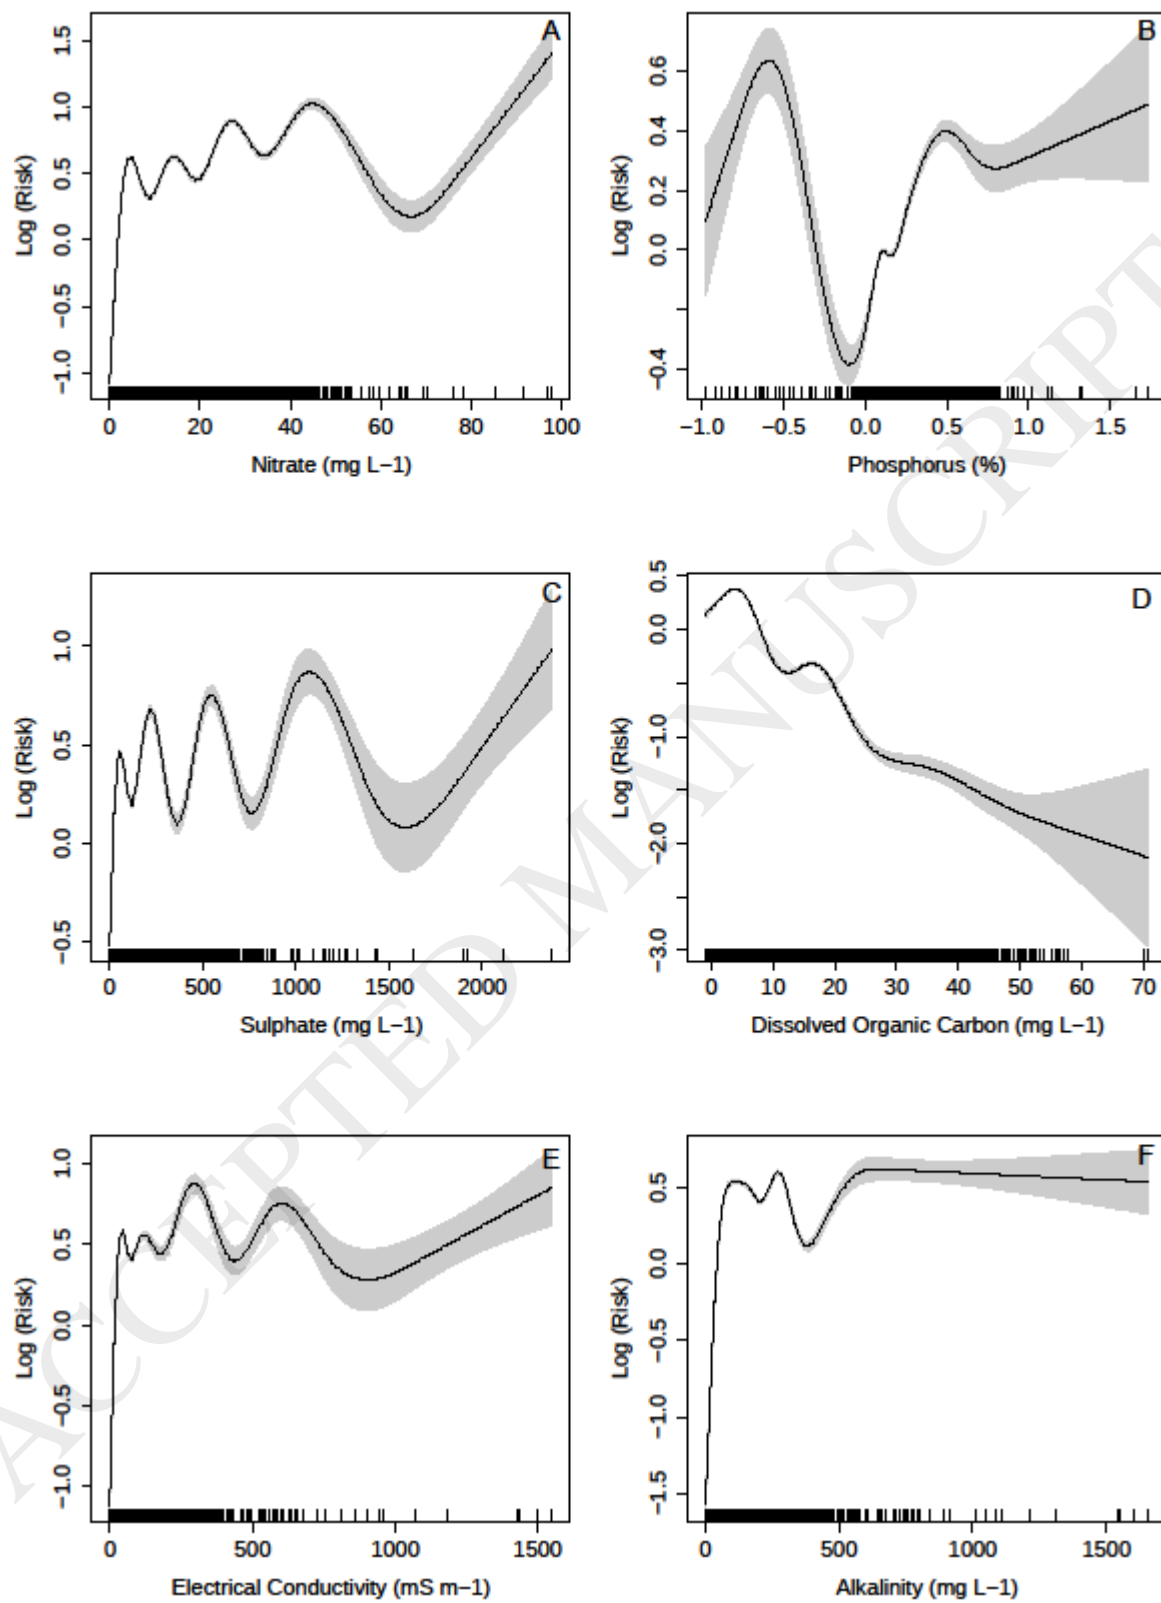 A
1.5
1.0
0.5
0.0
−0.5
−1.0
Log (Risk)
0 20 40 60 80 100
Nitrate (mg L−1)
B
0.6
0.4
0.2
0.0
−0.4
Log (Risk)
−1.0 −0.5 0.0 0.5 1.0 1.5
Phosphorus (%)
C
1.0
0.5
0.0
−0.5
Log (Risk)
0 500 1000 1500 2000
Sulphate (mg L−1)
D
0.5
0.0
−1.0
−2.0
−3.0
Log (Risk)
0 10 20 30 40 50 60 70
Dissolved Organic Carbon (mg L−1)
E
1.0
0.5
0.0
−0.5
−1.0
Log (Risk)
0 500 1000 1500
Electrical Conductivity (mS m−1)
F
0.5
0.0
−0.5
−1.0
−1.5
Log (Risk)
0 500 1000 1500
Alkalinity (mg L−1)
ACCEPTED MANUSCRIPT